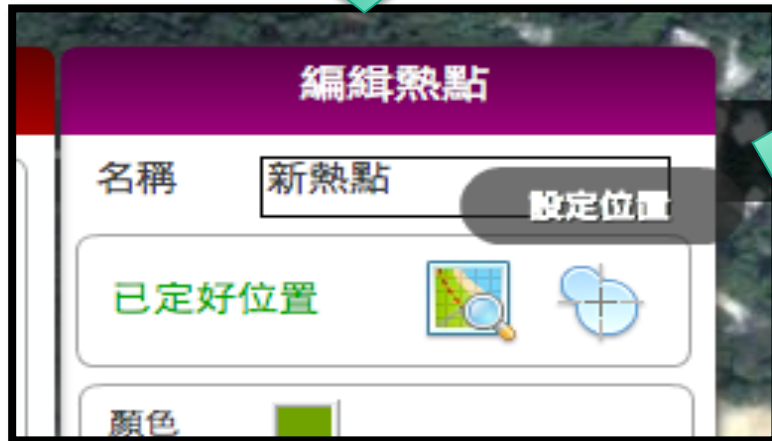 編緝熱點
名稱
新熱點
設定位置
已定好位置
顏色